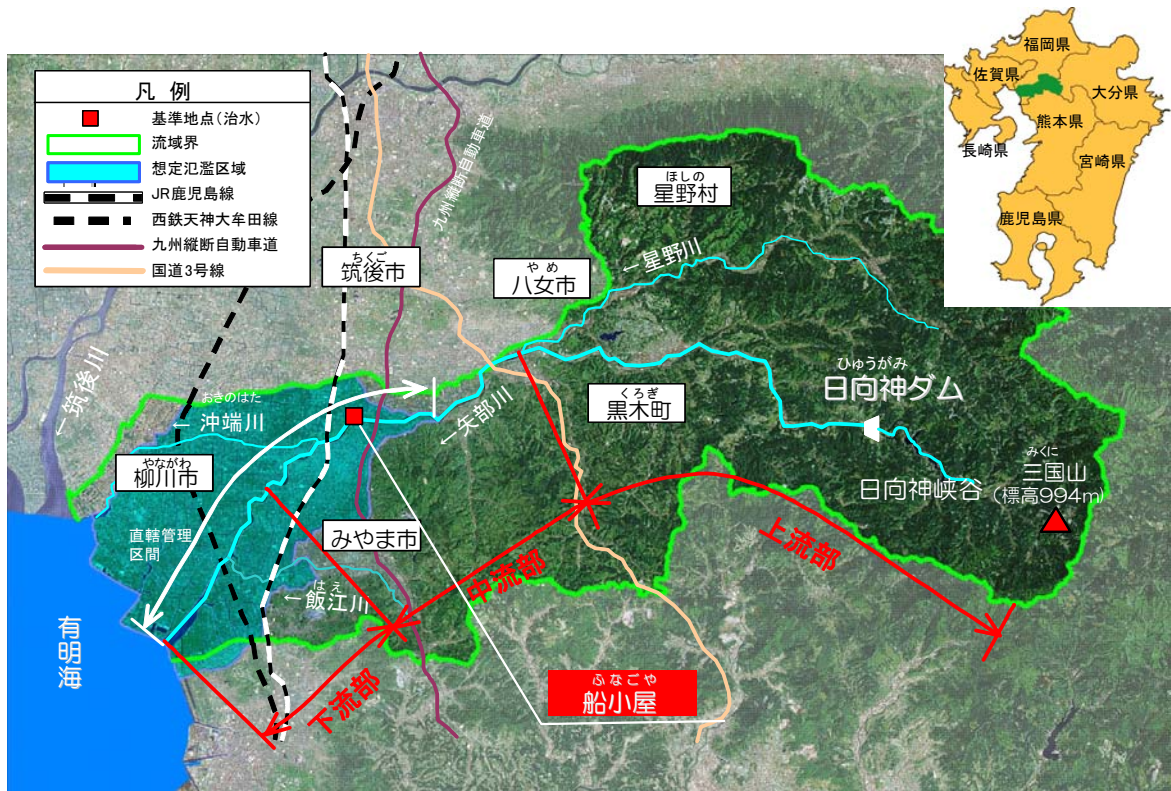 凡 例
基準地点(治水)
流域界
想定氾濫区域
JR鹿児島線
西鉄天神大牟田線
九州縦断自動車道
国道3号線
福岡県
佐賀県
大分県
熊本県
長崎県
宮崎県
鹿児島県
九州縦断自動車道
ほしの
星野村
ちくご
筑後市
やめ
八女市
←星野川
←筑後川
おきのはた
←沖端川
←矢部川
くろぎ
黒木町
ひゅうがみ
日向神ダム
やながわ
柳川市
日向神峡谷
みくに
三国山
(標高994m)
直轄管理
区間
みやま市
はえ
←飯江川
上流部
中流部
下流部
有明海
ふなごや
船小屋